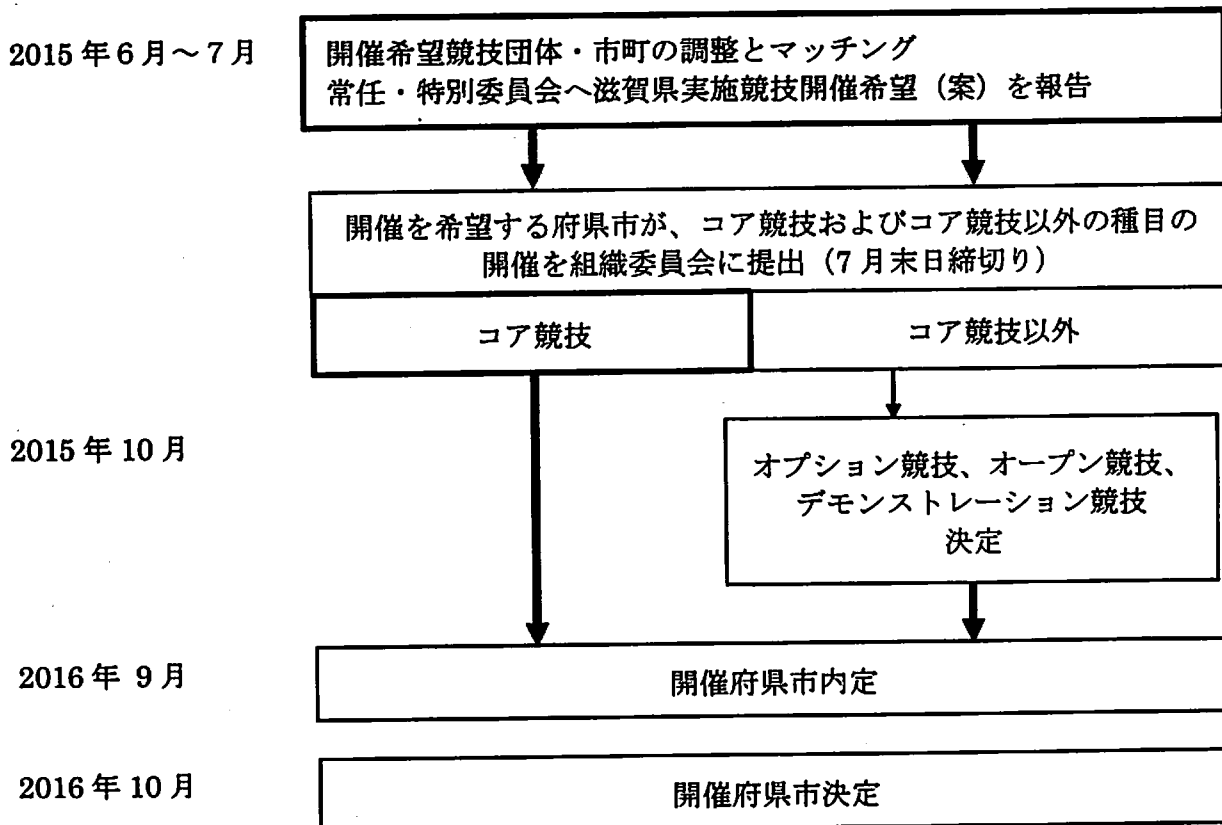 2015年6月～7月
開催希望競技団体・市町の調整とマッチング
常任・特別委員会へ滋賀県実施競技開催希望（案）を報告
開催を希望する府県市が、コア競技およびコア競技以外の種目の
開催を組織委員会に提出（7月末日締切り）
コア競技
コア競技以外
2015年10月
オプション競技、オープン競技、
デモンストレーション競技
決定
2016年 9月
開催府県市内定
2016年10月
開催府県市決定